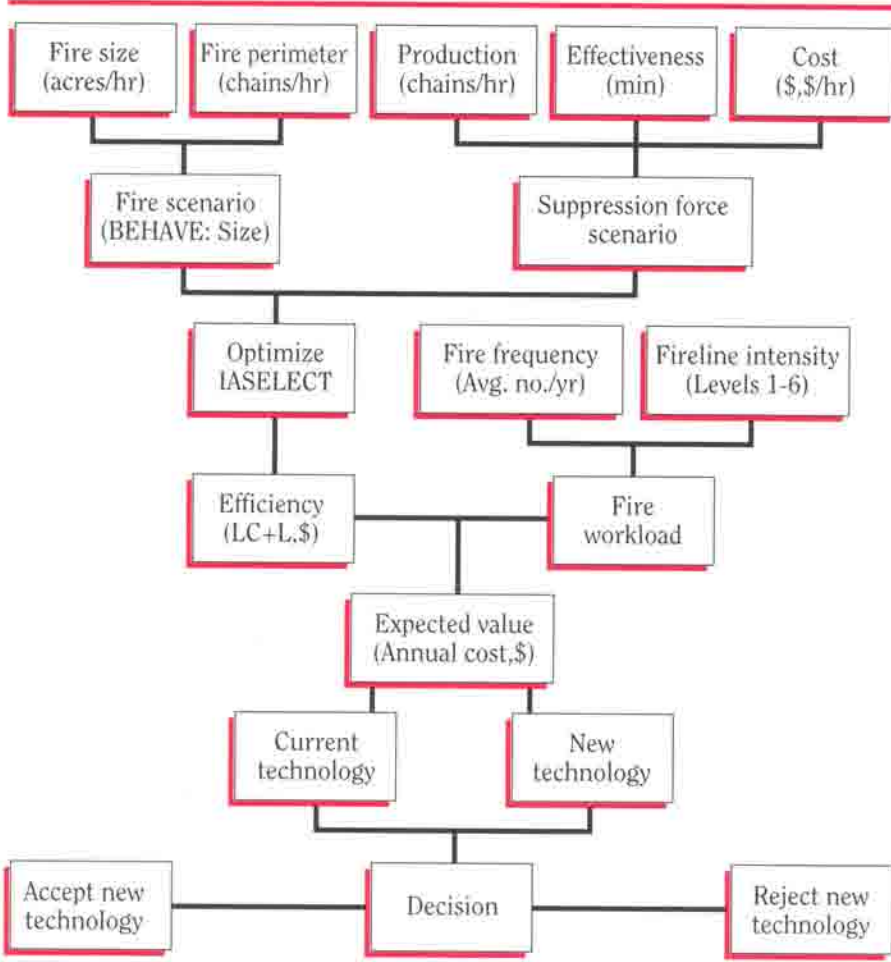 Fire size
(acres/hr)
Fire perimeter
(chains/hr)
Production
(chains/hr)
Effectiveness
(min)
Cost
($,$/hr)
Fire scenario
(BEHAVE: Size)
Suppression force
scenario
Optimize
IASELECT
Fire frequency
(Avg. no./yr)
Fireline intensity
(Levels 1-6)
Efficiency
(LC+L,$)
Fire
workload
Expected value
(Annual cost,$)
Current
technology
New
technology
Accept new
technology
Decision
Reject new
technology